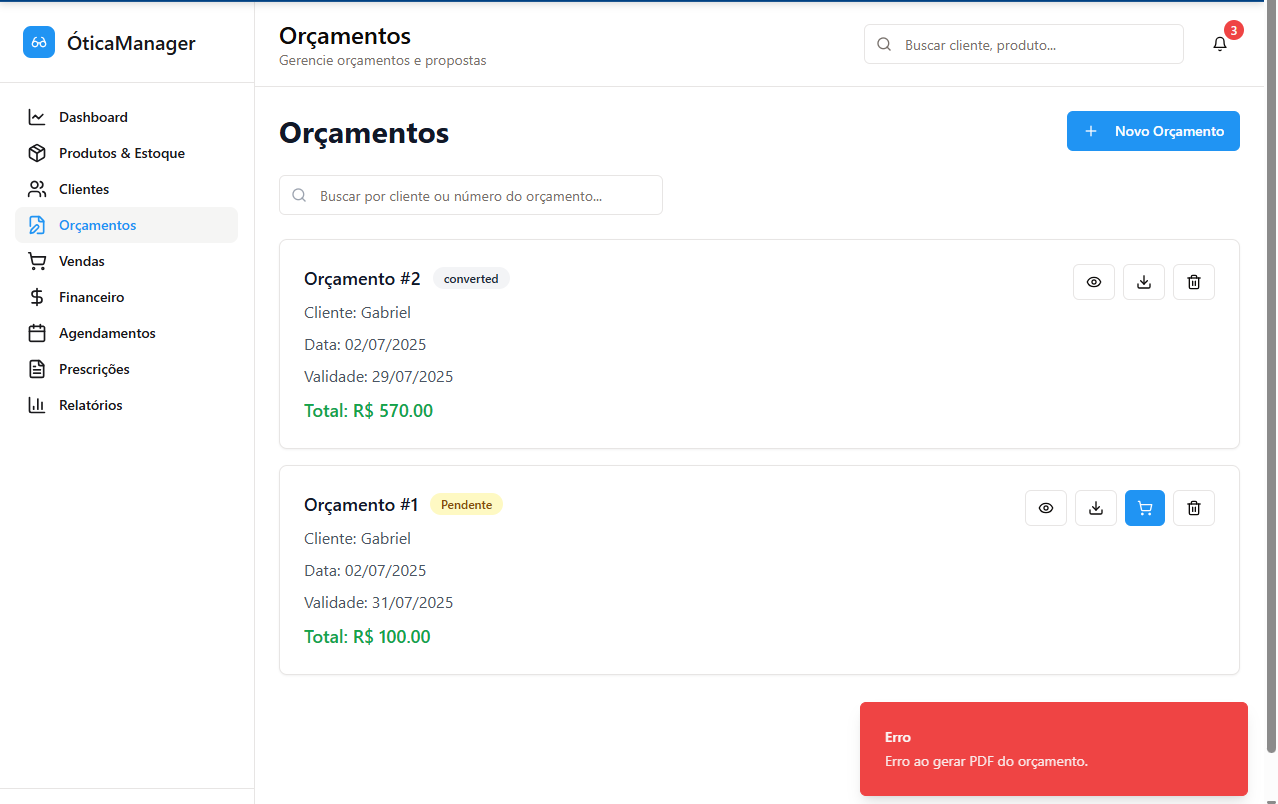 ÓticaManager
Orçamentos
Gerencie orçamentos e propostas
Buscar cliente, produto...
3
Dashboard
Produtos & Estoque
Clientes
Orçamentos
Vendas
Financeiro
Agendamentos
Prescrições
Relatórios
Orçamentos
Novo Orçamento
Buscar por cliente ou número do orçamento...
Orçamento #2 converted
Cliente: Gabriel
Data: 02/07/2025
Validade: 29/07/2025
Total: R$ 570.00
Orçamento #1 Pendente
Cliente: Gabriel
Data: 02/07/2025
Validade: 31/07/2025
Total: R$ 100.00
Erro
Erro ao gerar PDF do orçamento.